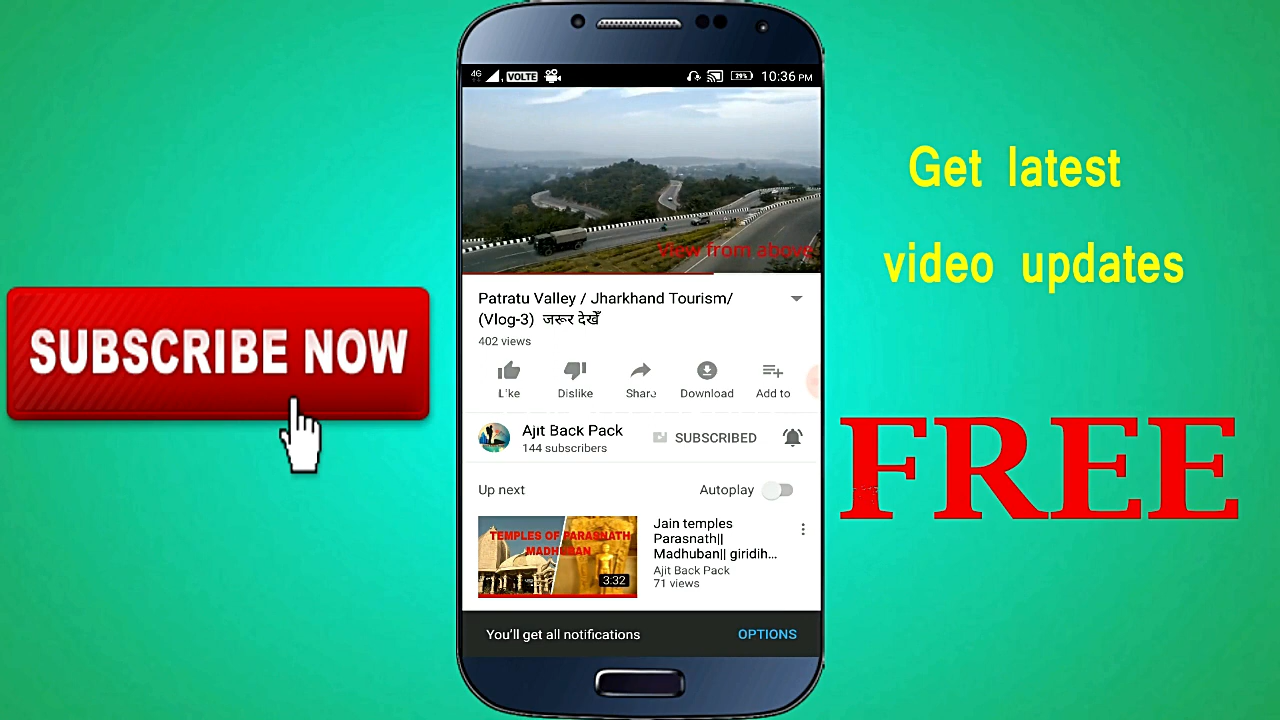 4G VOLTE 29% 10:36 PM
View from above
Patratu Valley / Jharkhand Tourism/
(Vlog-3) जरूर देखेँ
402 views
Like Dislike Share Download Add to
Ajit Back Pack
144 subscribers
SUBSCRIBED
Up next
Autoplay
TEMPLES OF PARASNATH
MADHUBAN
3:32
Jain temples
Parasnath||
Madhuban|| giridih...
Ajit Back Pack
71 views
You'll get all notifications
OPTIONS
SUBSCRIBE NOW
Get latest
video updates
FREE